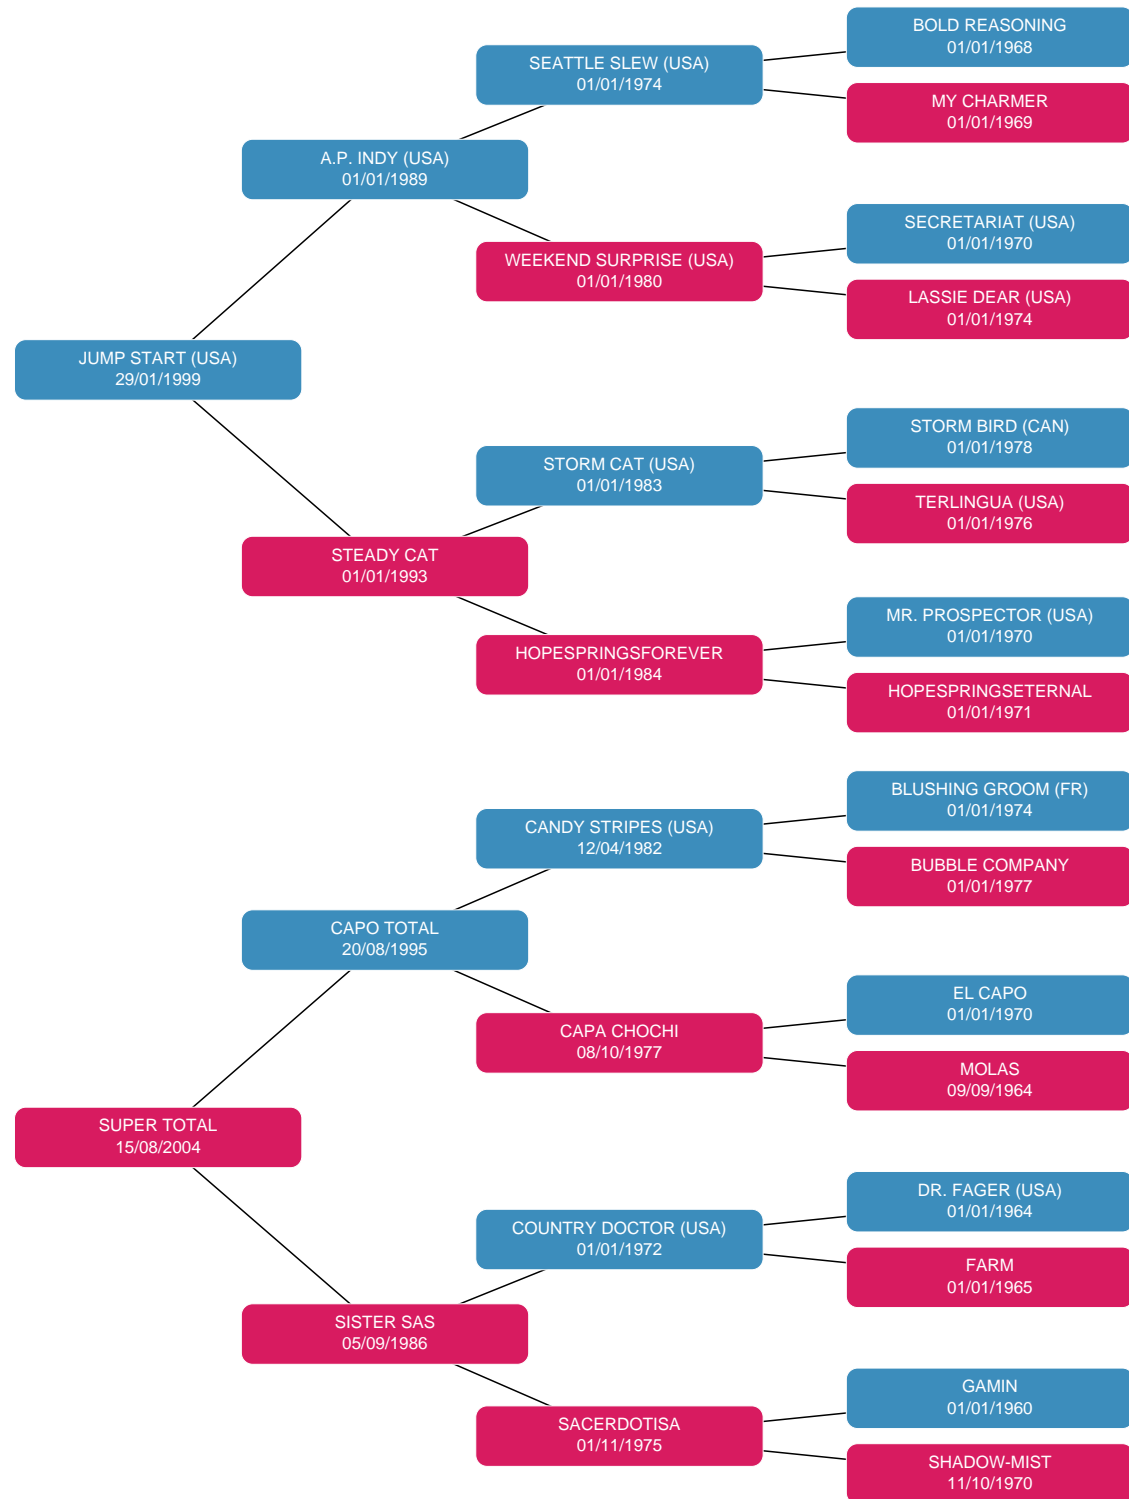 BOLD REASONING
01/01/1968
SEATTLE SLEW (USA)
01/01/1974
MY CHARMER
01/01/1969
A.P. INDY (USA)
01/01/1989
SECRETARIAT (USA)
01/01/1970
WEEKEND SURPRISE (USA)
01/01/1980
LASSIE DEAR (USA)
01/01/1974
JUMP START (USA)
29/01/1999
STORM BIRD (CAN)
01/01/1978
STORM CAT (USA)
01/01/1983
TERLINGUA (USA)
01/01/1976
STEADY CAT
01/01/1993
MR. PROSPECTOR (USA)
01/01/1970
HOPESPRINGSFOREVER
01/01/1984
HOPESPRINGSETERNAL
01/01/1971
BLUSHING GROOM (FR)
01/01/1974
CANDY STRIPES (USA)
12/04/1982
BUBBLE COMPANY
01/01/1977
CAPO TOTAL
20/08/1995
EL CAPO
01/01/1970
CAPA CHOCHI
08/10/1977
MOLAS
09/09/1964
SUPER TOTAL
15/08/2004
DR. FAGER (USA)
01/01/1964
COUNTRY DOCTOR (USA)
01/01/1972
FARM
01/01/1965
SISTER SAS
05/09/1986
GAMIN
01/01/1960
SACERDOTISA
01/11/1975
SHADOW-MIST
11/10/1970